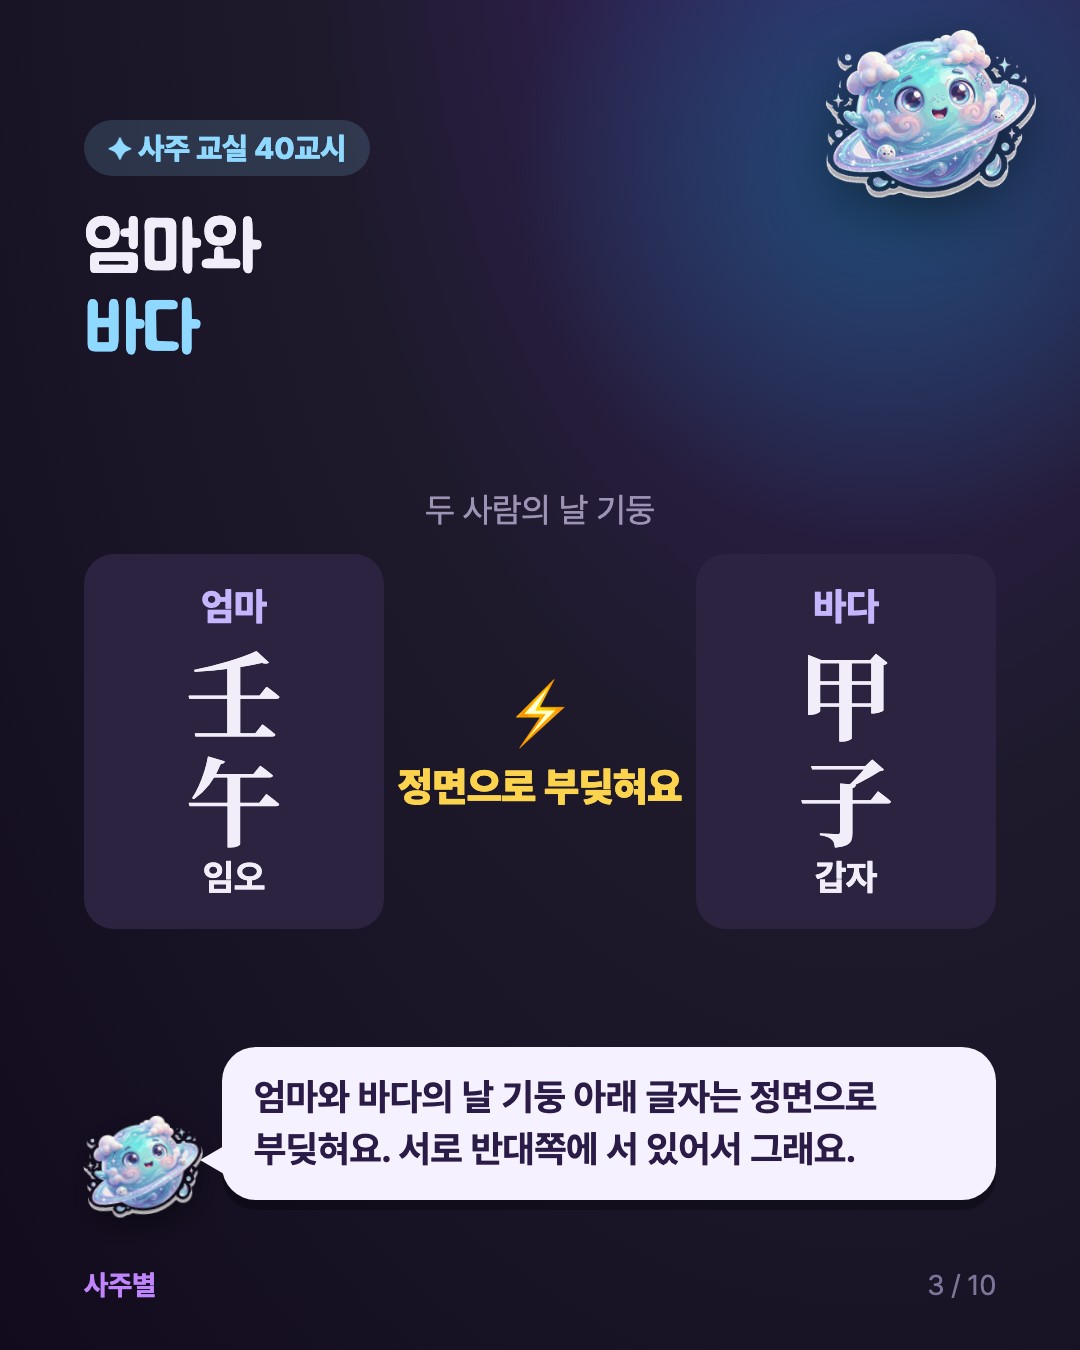 ✦ 사주 교실 40교시
엄마와
바다
두 사람의 날 기둥
엄마
壬
午
임오
⚡
정면으로 부딪혀요
바다
甲
子
갑자
엄마와 바다의 날 기둥 아래 글자는 정면으로
부딪혀요. 서로 반대쪽에 서 있어서 그래요.
사주별
3 / 10